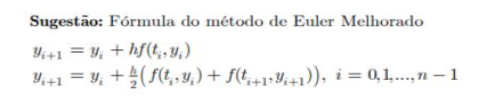 Sugestão: Fórmula do método de Euler Melhorado
y_{i+1} = y_i + hf(t_i, y_i)
y_{i+1} = y_i + \frac{h}{2}(f(t_i, y_i) + f(t_{i+1}, y_{i+1})), i = 0,1,...,n − 1